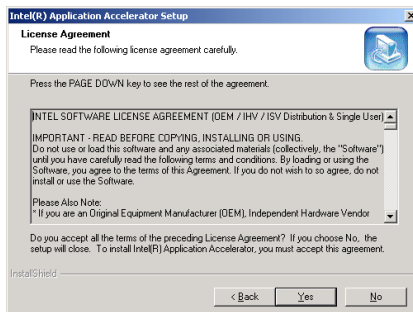 Intel(R) Application Accelerator Setup
License Agreement
Please read the following license agreement carefully.
Press the PAGE DOWN key to see the rest of the agreement.
INTEL SOFTWARE LICENSE AGREEMENT (OEM / IHV / ISV Distribution & Single User)
IMPORTANT - READ BEFORE COPYING, INSTALLING OR USING.
Do not use or load this software and any associated materials (collectively, the "Software")
until you have carefully read the following terms and conditions. By loading or using the
Software, you agree to the terms of this Agreement. If you do not wish to so agree, do not
install or use the Software.
Please Also Note:
* If you are an Original Equipment Manufacturer (OEM), Independent Hardware Vendor
Do you accept all the terms of the preceding License Agreement? If you choose No, the
setup will close. To install Intel(R) Application Accelerator, you must accept this agreement.
InstallShield
< Back Yes No